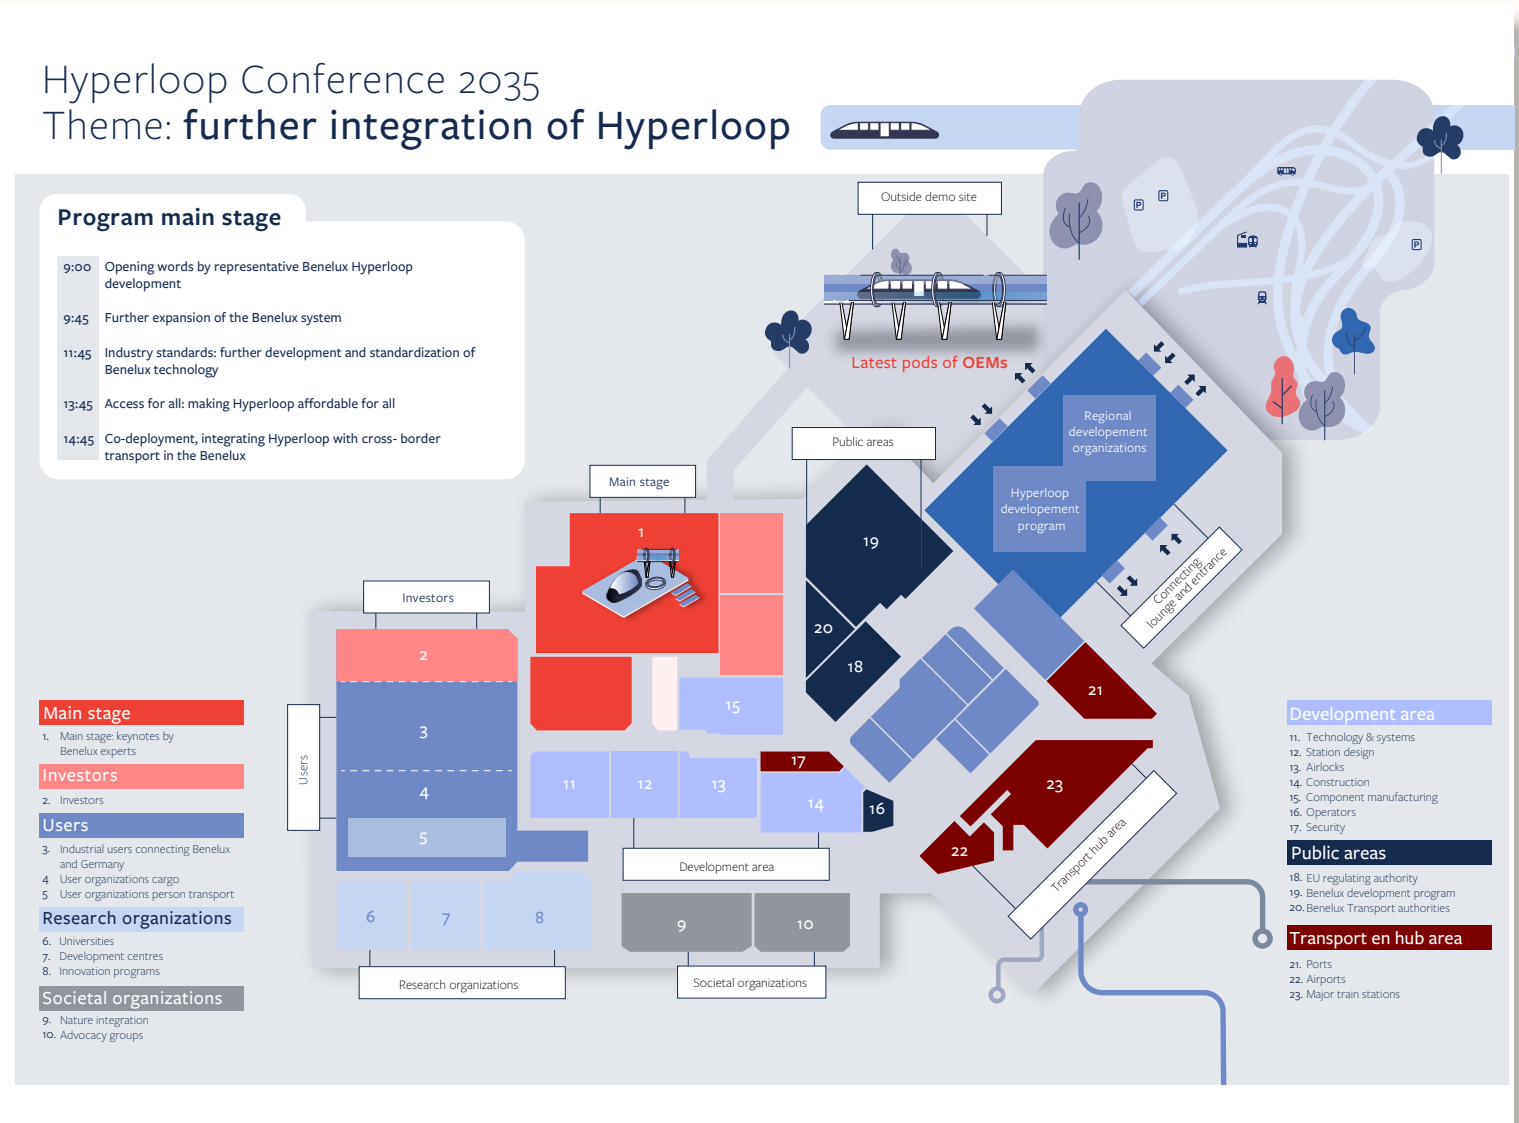 Hyperloop Conference 2035
Theme: further integration of Hyperloop
Program main stage
9:00 Opening words by representative Benelux Hyperloop
development
9:45 Further expansion of the Benelux system
11:45 Industry standards: further development and standardization of
Benelux technology
13:45 Access for all: making Hyperloop affordable for all
14:45 Co-deployment, integrating Hyperloop with cross- border
transport in the Benelux
Outside demo site
P
P
P
Latest pods of OEMs
Regional
developement
organizations
Hyperloop
developement
program
Public areas
Main stage
1
19
20
18
Connecting
lounge and entrance
Investors
2
3
4
5
Users
15
21
17
11
12
13
14
16
23
22
Transport hub area
Development area
6
7
8
9
10
Research organizations
Societal organizations
Main stage
1. Main stage: keynotes by
Benelux experts
Investors
2. Investors
Users
3. Industrial users connecting Benelux
and Germany
4 User organizations cargo
5 User organizations person transport
Research organizations
6. Universities
7. Development centres
8. Innovation programs
Societal organizations
9. Nature integration
10. Advocacy groups
Development area
11. Technology & systems
12. Station design
13. Airlocks
14. Construction
15. Component manufacturing
16. Operators
17. Security
Public areas
18. EU regulating authority
19. Benelux development program
20. Benelux Transport authorities
Transport en hub area
21. Ports
22. Airports
23. Major train stations